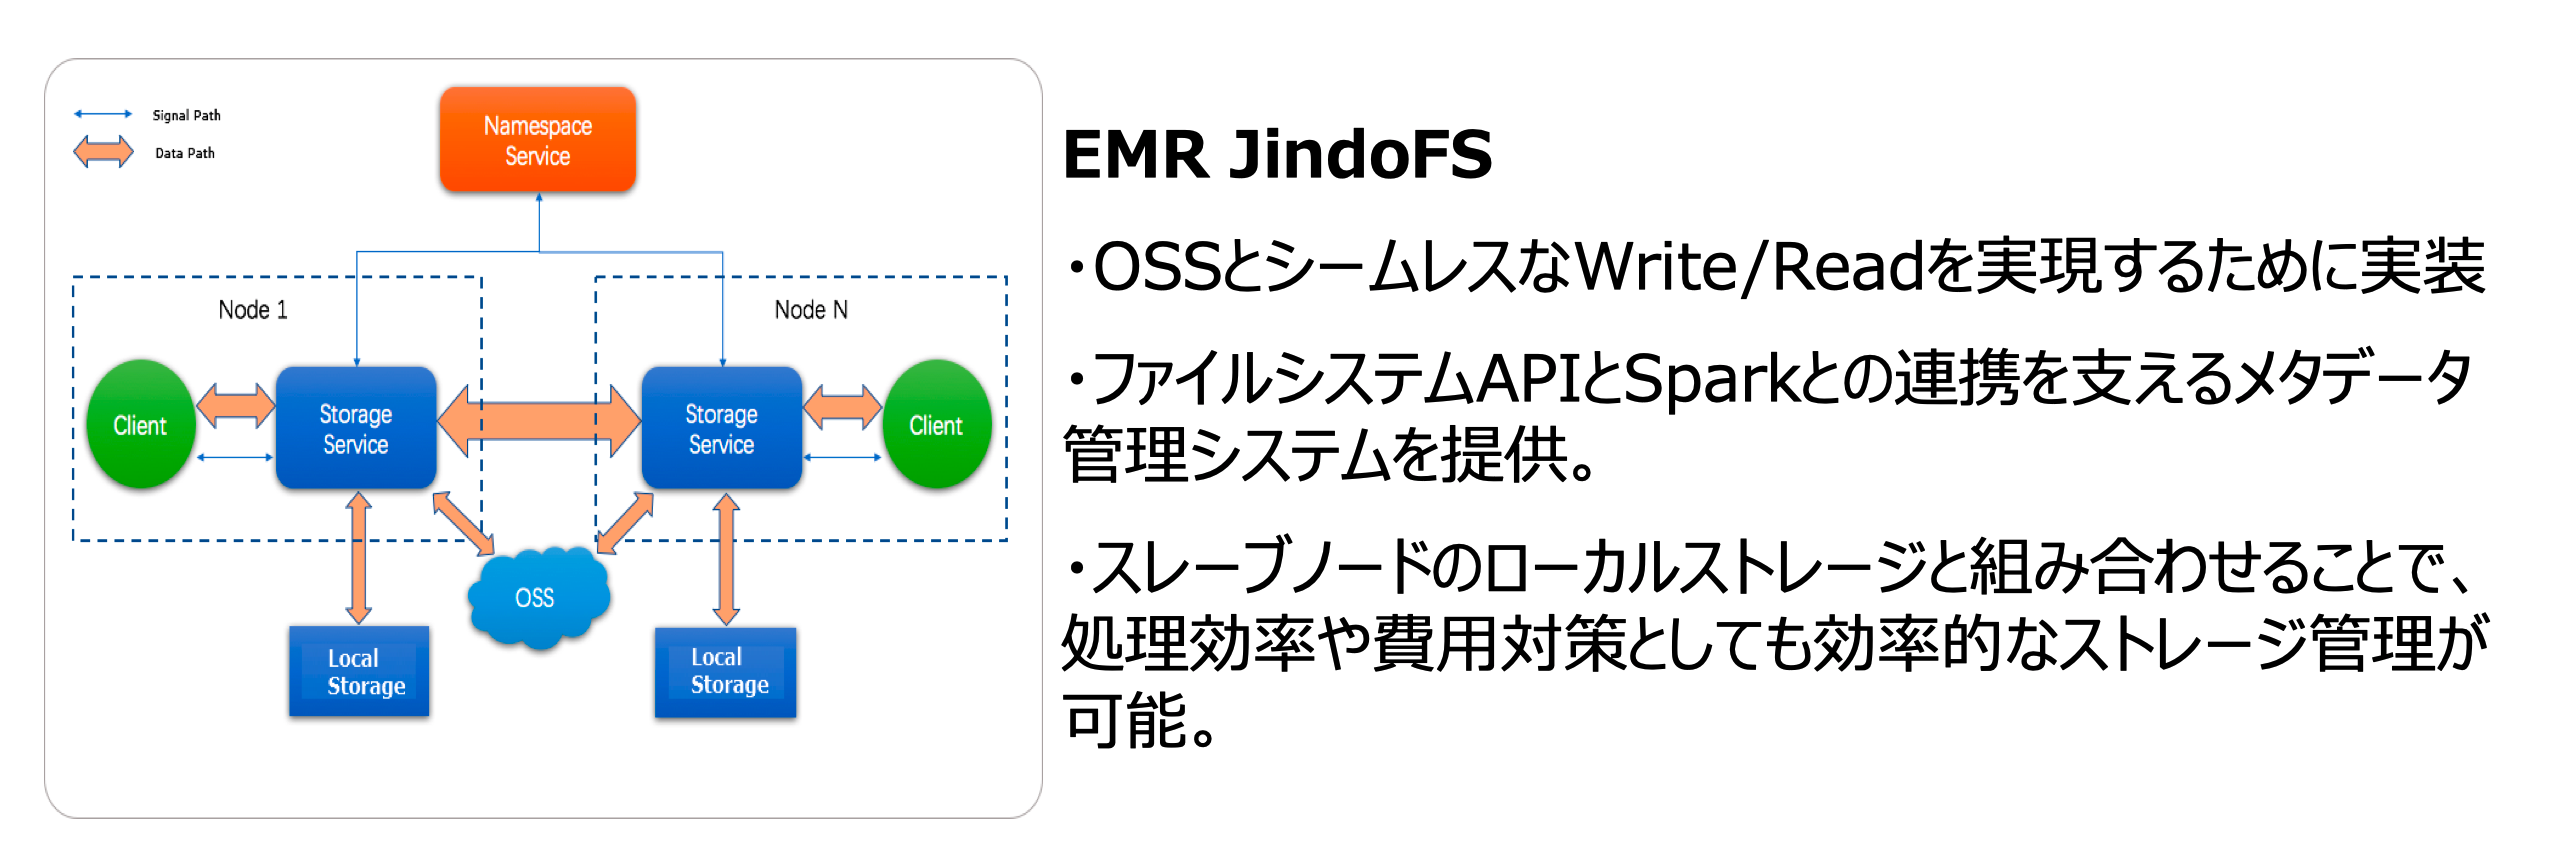 Signal Path
Data Path
Namespace
Service
Node 1
Node N
Client
Storage
Service
Storage
Service
Client
OSS
Local
Storage
Local
Storage
EMR JindoFS
・OSSとシームレスなWrite/Readを実現するために実装
・ファイルシステムAPIとSparkとの連携を支えるメタデータ
管理システムを提供。
・スレーブノードのローカルストレージと組み合わせることで、
処理効率や費用対策としても効率的なストレージ管理が
可能。